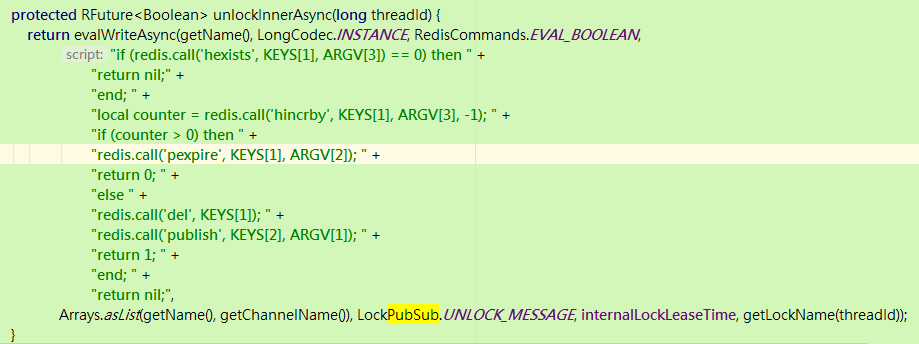 protected RFuture<Boolean> unlockInnerAsync(long threadId) {
return evalWriteAsync(getName(), LongCodec.INSTANCE, RedisCommands.EVAL_BOOLEAN,
script: "if (redis.call('hexists', KEYS[1], ARGV[3]) == 0) then " +
"return nil;" +
"end; " +
"local counter = redis.call('hincrby', KEYS[1], ARGV[3], -1); " +
"if (counter > 0) then " +
"redis.call('pexpire', KEYS[1], ARGV[2]); " +
"return 0; " +
"else " +
"redis.call('del', KEYS[1]); " +
"redis.call('publish', KEYS[2], ARGV[1]); " +
"return 1; " +
"end; " +
"return nil;",
Arrays.asList(getName(), getChannelName()), LockPubSub.UNLOCK_MESSAGE, internalLockLeaseTime, getLockName(threadId));
}